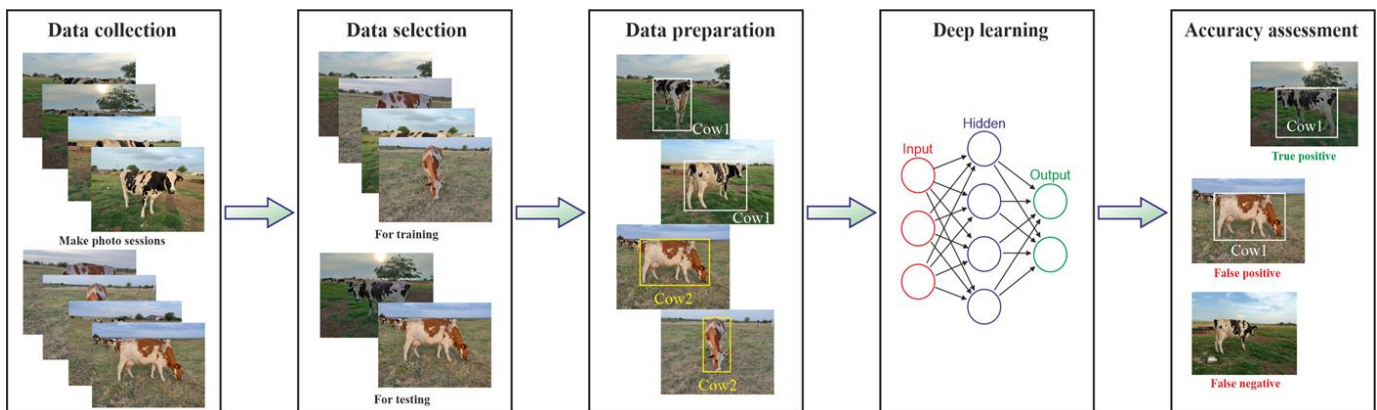 Data collection
Make photo sessions
Data selection
For training
For testing
Data preparation
Cow1
Cow1
Cow2
Cow2
Deep learning
Input
Hidden
Output
Accuracy assessment
Cow1
True positive
Cow1
False positive
False negative